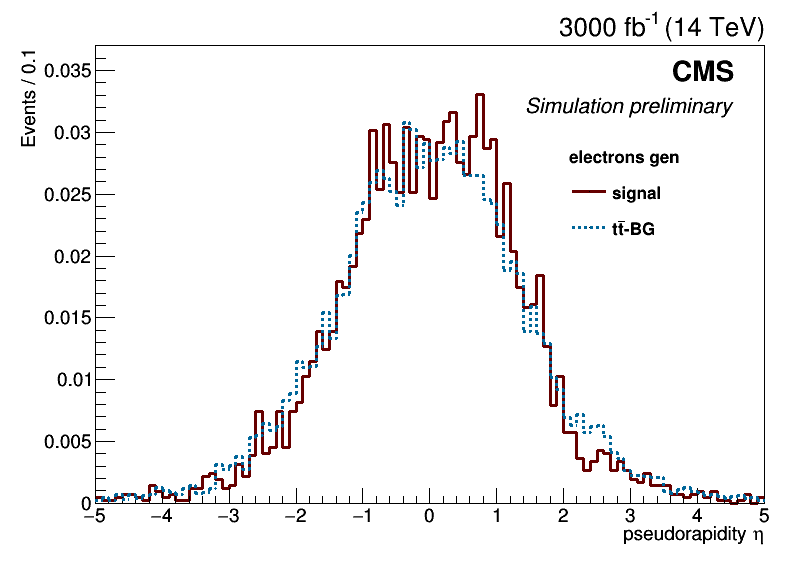 3000 fb⁻¹ (14 TeV)
Events / 0.1
CMS
Simulation preliminary
electrons gen
signal
tt̄-BG
0.035
0.03
0.025
0.02
0.015
0.01
0.005
0
−5 −4 −3 −2 −1 0 1 2 3 4 5
pseudorapidity η